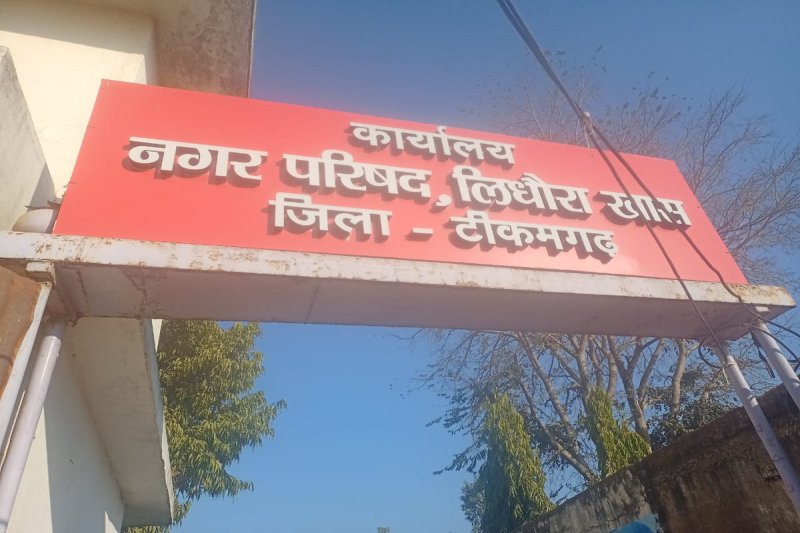 कार्यालय
नगर परिषद, लिधौरा खास
जिला - टीकमगढ़